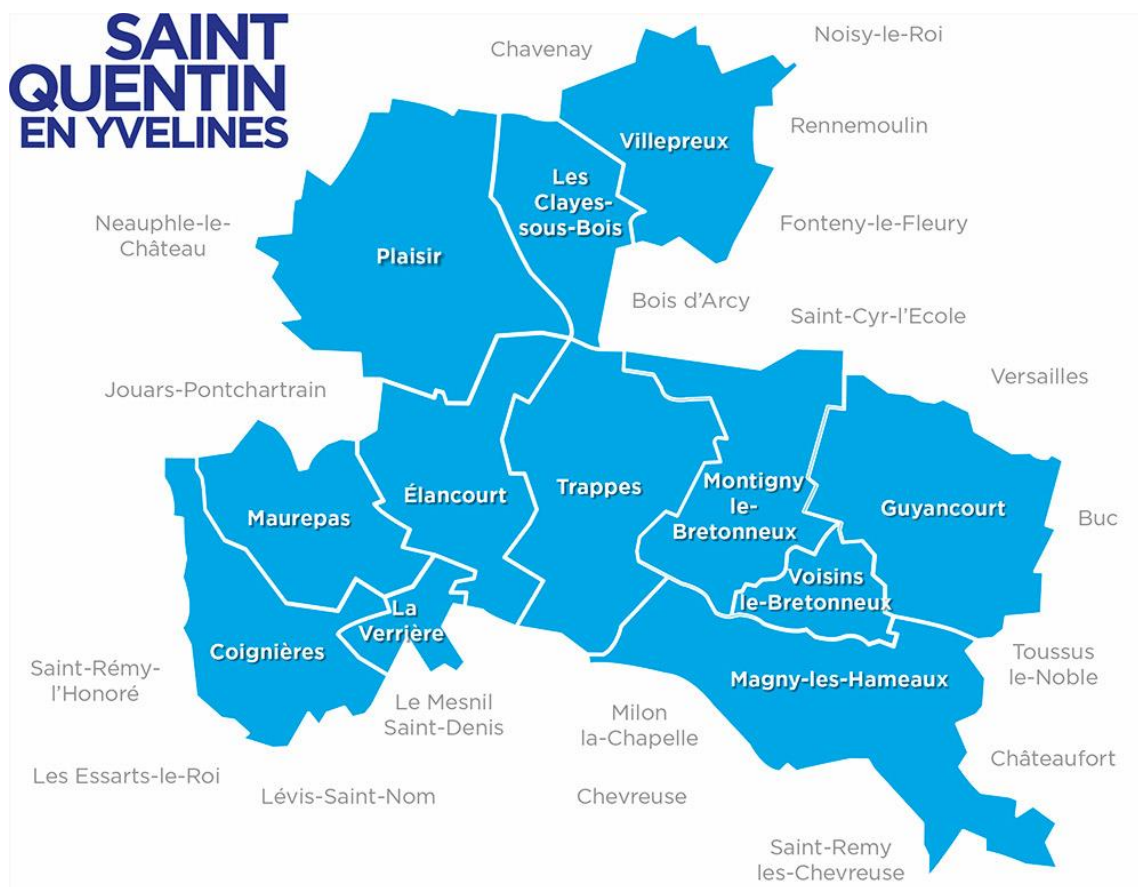 SAINT
QUENTIN
EN YVELINES
Chavenay
Noisy-le-Roi
Villepreux
Rennemoulin
Les
Clayes-
sous-Bois
Neauphle-le-
Château
Plaisir
Fonteny-le-Fleury
Bois d'Arcy
Saint-Cyr-l'Ecole
Jouars-Pontchartrain
Versailles
Maurepas
Élancourt
Trappes
Montigny
le-
Bretonneux
Guyancourt
Buc
Voisins
le-Bretonneux
La
Verrière
Coignières
Saint-Rémy-
l'Honoré
Magny-les-Hameaux
Toussus
le-Noble
Le Mesnil
Saint-Denis
Milon
la-Chapelle
Châteaufort
Les Essarts-le-Roi
Lévis-Saint-Nom
Chevreuse
Saint-Remy
les-Chevreuse